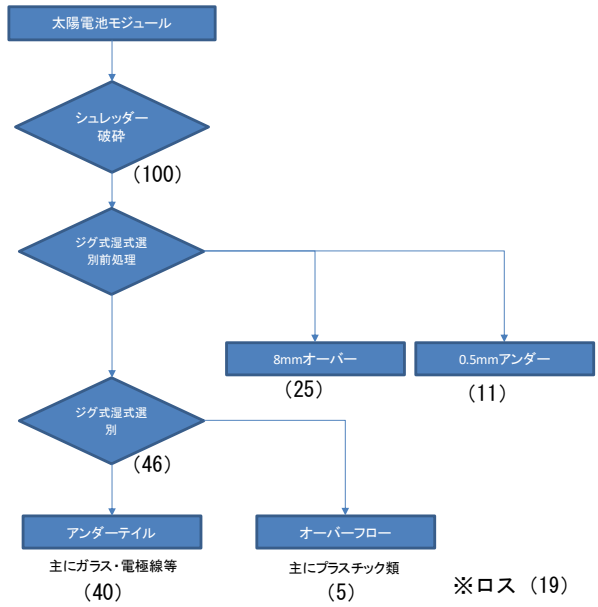 太陽電池モジュール
シュレッダー
破砕
（100）
ジグ式湿式選
別前処理
8mmオーバー
0.5mmアンダー
（25）
（11）
ジグ式湿式選
別
（46）
アンダーテイル
オーバーフロー
主にガラス・電極線等
主にプラスチック類
（40）
（5）
※ロス（19）